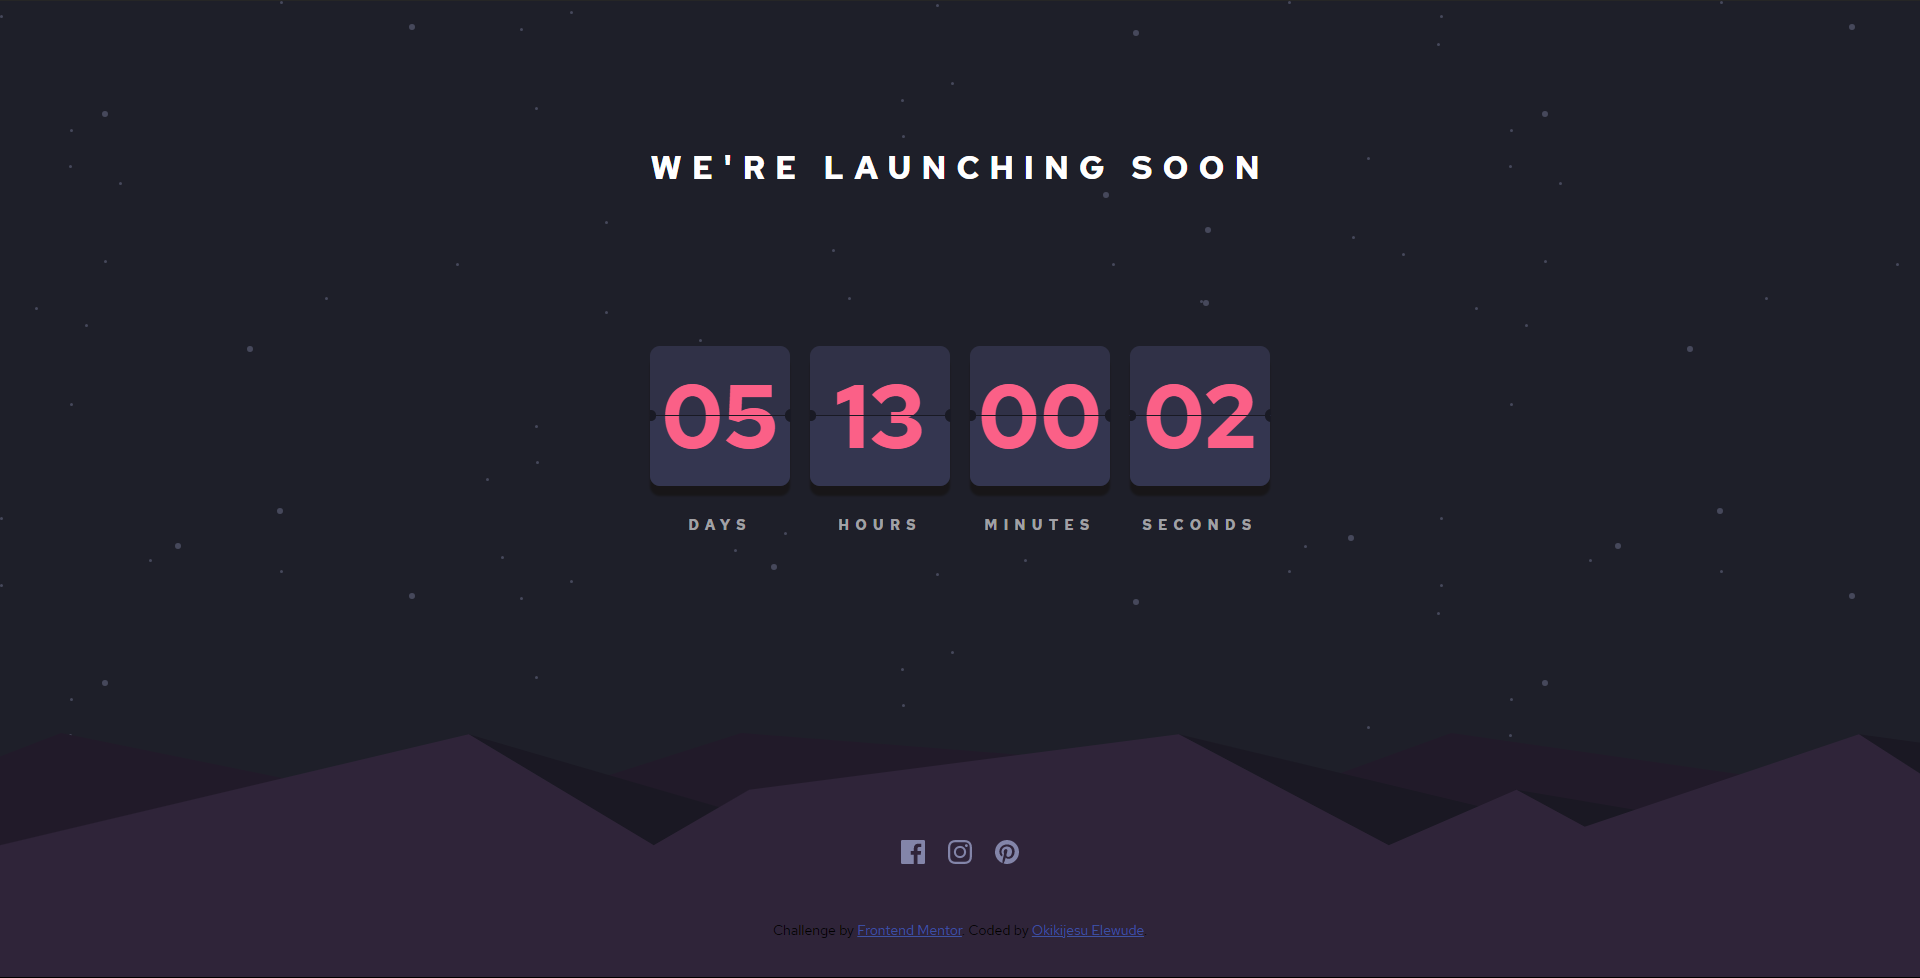 WE'RE LAUNCHING SOON
05 13 00 02
DAYS HOURS MINUTES SECONDS
Challenge by Frontend Mentor Coded by Okikijesu Elewude